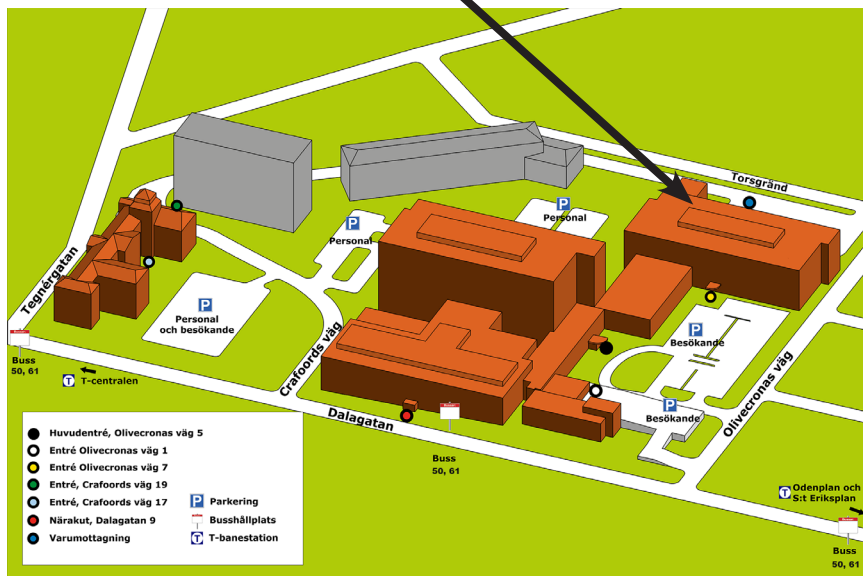 Torsgränd
P
Personal
P
Personal
Tegnérgatan
P
Personal
och besökande
Crafoords väg
P
Besökande
Olivecronas väg
P
Besökande
Buss
50, 61
T T-centralen
Dalagatan
Buss
50, 61
T Odenplan och
S:t Eriksplan
Buss
50, 61
Huvudentré, Olivecronas väg 5
Entré Olivecronas väg 1
Entré Olivecronas väg 7
Entré, Crafoords väg 19
Entré, Crafoords väg 17
Närakut, Dalagatan 9
Varumottagning
P Parkering
Busshållplats
T T-banestation